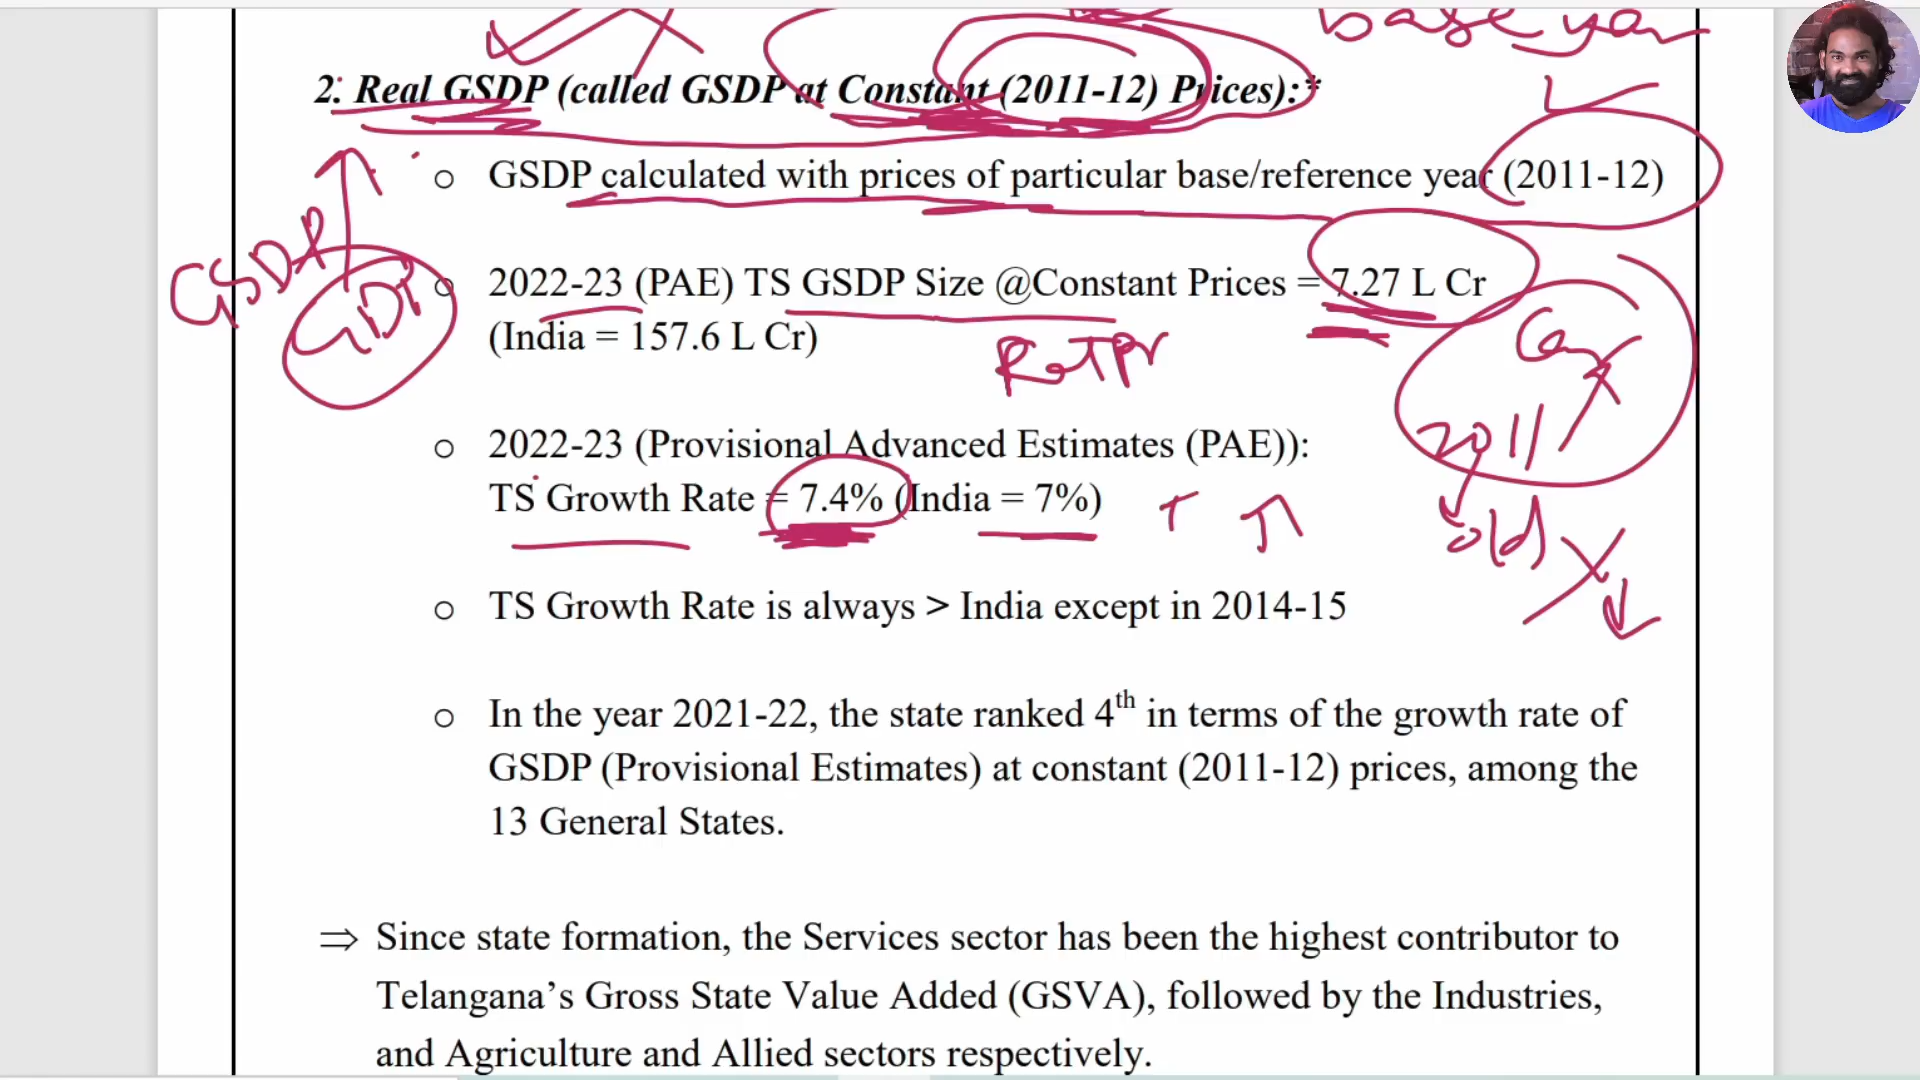 base year
2. Real GSDP (called GSDP at Constant (2011-12) Prices):*
o GSDP calculated with prices of particular base/reference year (2011-12)
GSDP
GDP
o 2022-23 (PAE) TS GSDP Size @Constant Prices = 7.27 L Cr
(India = 157.6 L Cr)
2011
o 2022-23 (Provisional Advanced Estimates (PAE)):
TS Growth Rate = 7.4% (India = 7%)
old
o TS Growth Rate is always > India except in 2014-15
o In the year 2021-22, the state ranked 4th in terms of the growth rate of
GSDP (Provisional Estimates) at constant (2011-12) prices, among the
13 General States.
⇒ Since state formation, the Services sector has been the highest contributor to
Telangana’s Gross State Value Added (GSVA), followed by the Industries,
and Agriculture and Allied sectors respectively.